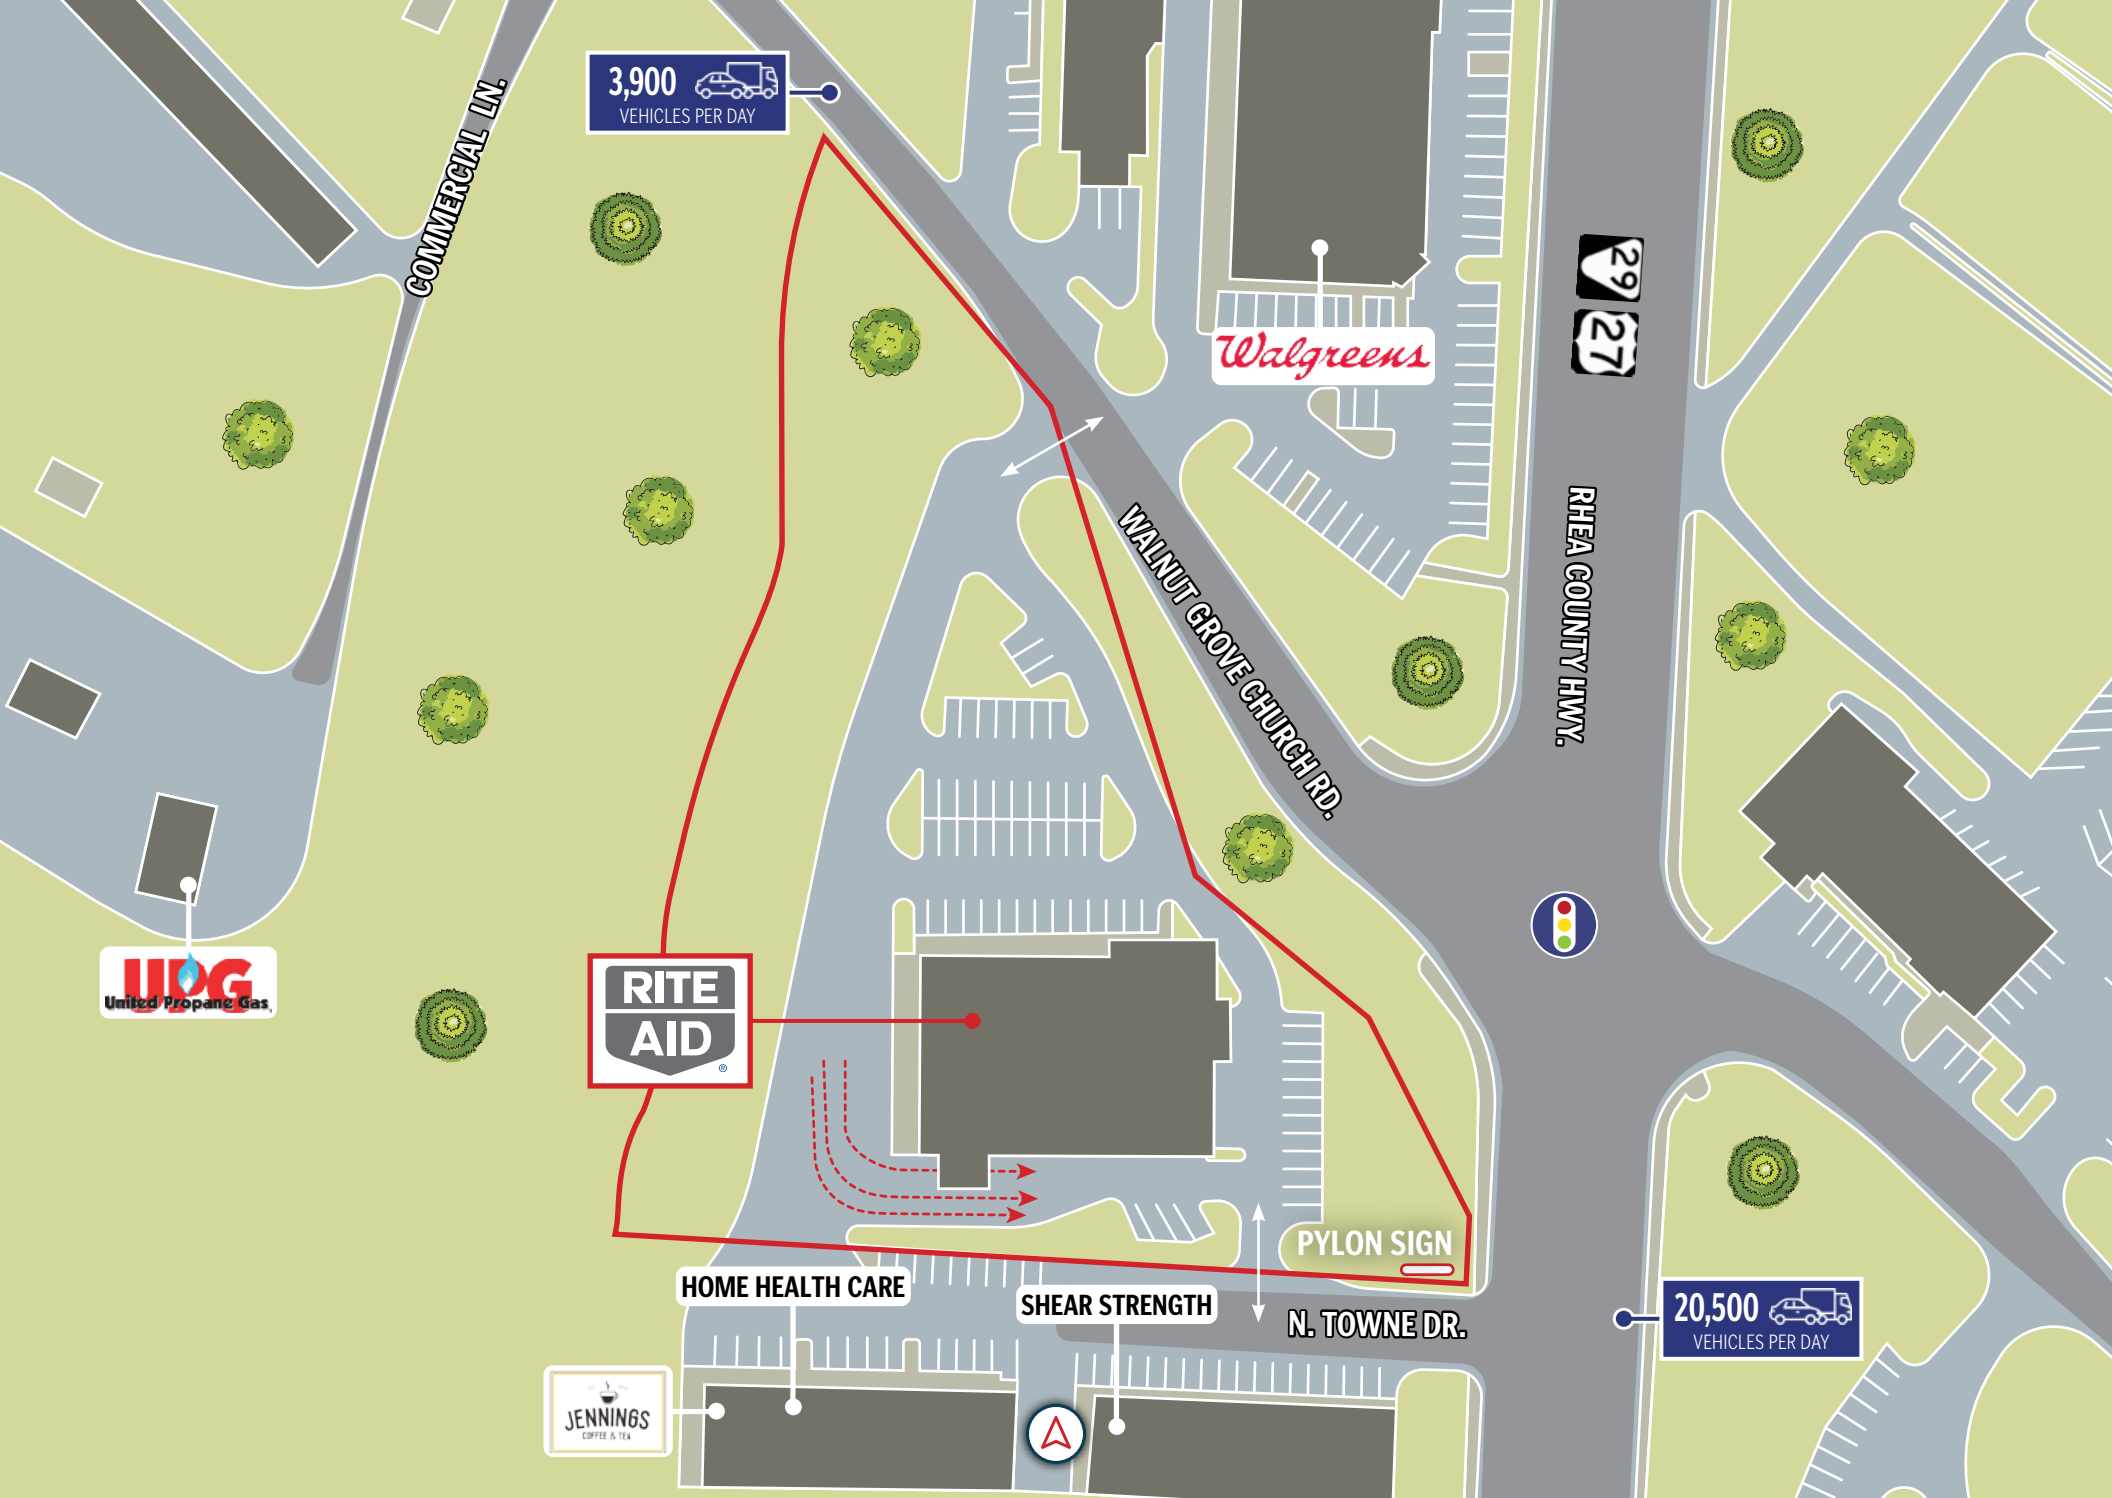 3,900
VEHICLES PER DAY
COMMERCIAL LN.
Walgreens
29
27
RHEA COUNTY HWY.
WALNUT GROVE CHURCH RD.
UPG
United Propane Gas
RITE
AID
®
PYLON SIGN
HOME HEALTH CARE
SHEAR STRENGTH
N. TOWNE DR.
20,500
VEHICLES PER DAY
JENNINGS
COFFEE & TEA